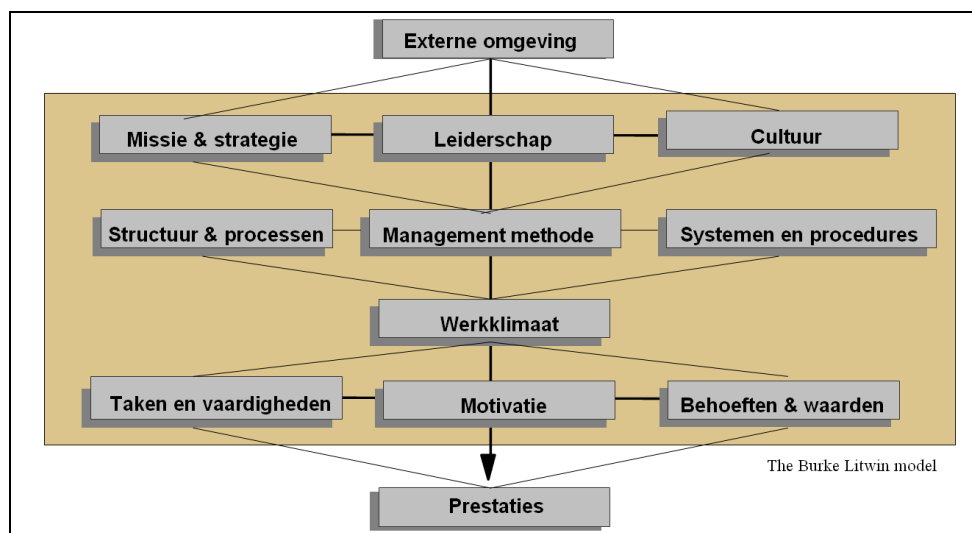 Externe omgeving
Missie & strategie
Leiderschap
Cultuur
Structuur & processen
Management methode
Systemen en procedures
Werkklimaat
Taken en vaardigheden
Motivatie
Behoeften & waarden
The Burke Litwin model
Prestaties